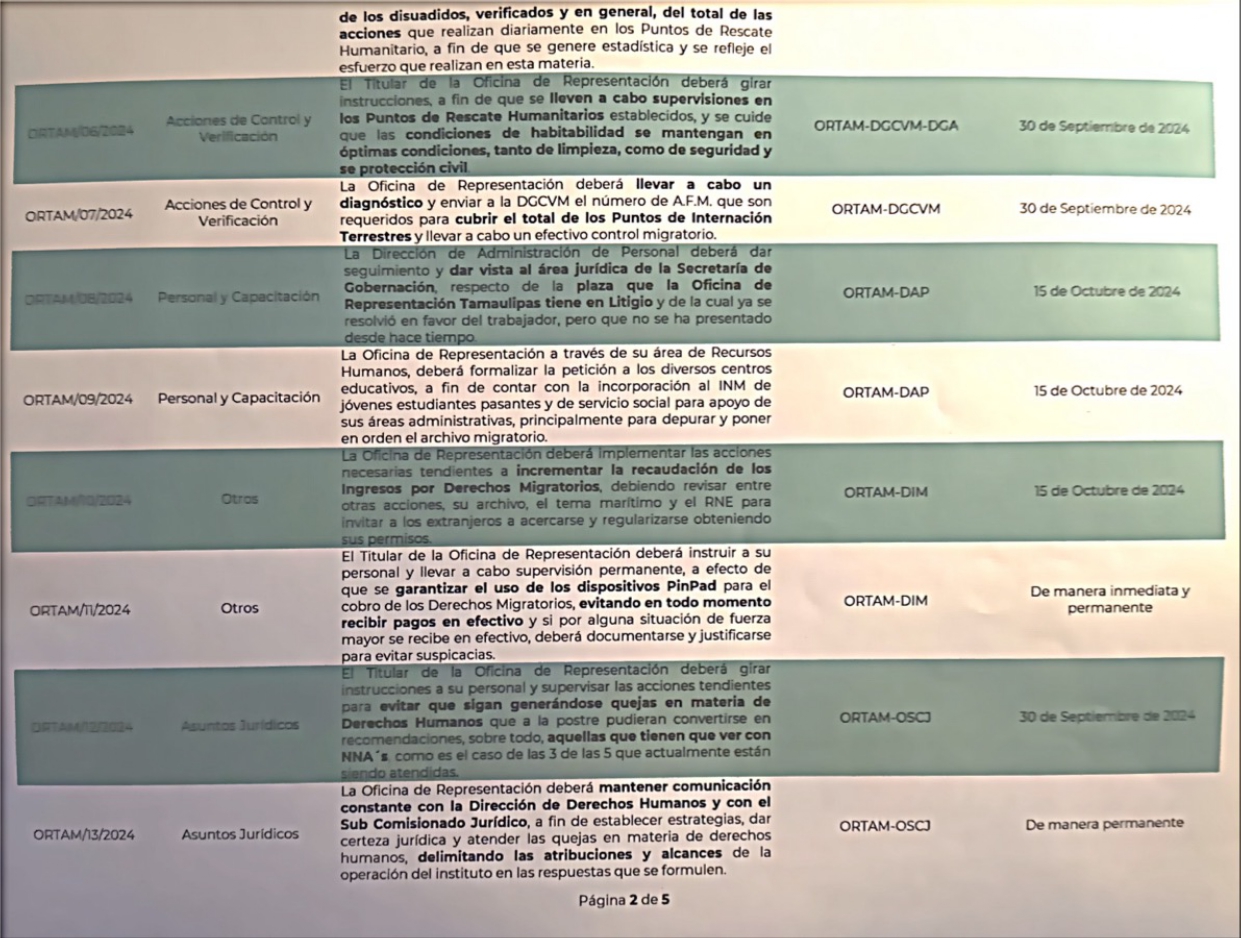 de los disuadidos, verificados y en general, del total de las
acciones que realizan diariamente en los Puntos de Rescate
Humanitario, a fin de que se genere estadística y se refleje el
esfuerzo que realizan en esta materia.
ORTAM/06/2024
Acciones de Control y
Verificación
El Titular de la Oficina de Representación deberá girar
instrucciones, a fin de que se lleven a cabo supervisiones en
los Puntos de Rescate Humanitarios establecidos, y se cuide
que las condiciones de habitabilidad se mantengan en
óptimas condiciones, tanto de limpieza, como de seguridad y
se protección civil.
ORTAM-DGCVM-DGA
30 de Septiembre de 2024
ORTAM/07/2024
Acciones de Control y
Verificación
La Oficina de Representación deberá llevar a cabo un
diagnóstico y enviar a la DGCVM el número de A.F.M. que son
requeridos para cubrir el total de los Puntos de Internación
Terrestres y llevar a cabo un efectivo control migratorio.
ORTAM-DGCVM
30 de Septiembre de 2024
ORTAM/08/2024
Personal y Capacitación
La Dirección de Administración de Personal deberá dar
seguimiento y dar vista al área jurídica de la Secretaría de
Gobernación, respecto de la plaza que la Oficina de
Representación Tamaulipas tiene en Litigio y de la cual ya se
resolvió en favor del trabajador, pero que no se ha presentado
desde hace tiempo.
ORTAM-DAP
15 de Octubre de 2024
ORTAM/09/2024
Personal y Capacitación
La Oficina de Representación a través de su área de Recursos
Humanos, deberá formalizar la petición a los diversos centros
educativos, a fin de contar con la incorporación al INM de
jóvenes estudiantes pasantes y de servicio social para apoyo de
sus áreas administrativas, principalmente para depurar y poner
en orden el archivo migratorio.
ORTAM-DAP
15 de Octubre de 2024
ORTAM/10/2024
Otros
La Oficina de Representación deberá implementar las acciones
necesarias tendientes a incrementar la recaudación de los
Ingresos por Derechos Migratorios, debiendo revisar entre
otras acciones, su archivo, el tema marítimo y el RNE para
invitar a los extranjeros a acercarse y regularizarse obteniendo
sus permisos.
ORTAM-DIM
15 de Octubre de 2024
ORTAM/11/2024
Otros
El Titular de la Oficina de Representación deberá instruir a su
personal y llevar a cabo supervisión permanente, a efecto de
que se garantizar el uso de los dispositivos PinPad para el
cobro de los Derechos Migratorios, evitando en todo momento
recibir pagos en efectivo y si por alguna situación de fuerza
mayor se recibe en efectivo, deberá documentarse y justificarse
para evitar suspicacias.
ORTAM-DIM
De manera inmediata y
permanente
ORTAM/12/2024
Asuntos Jurídicos
El Titular de la Oficina de Representación deberá girar
instrucciones a su personal y supervisar las acciones tendientes
para evitar que sigan generándose quejas en materia de
Derechos Humanos que a la postre pudieran convertirse en
recomendaciones, sobre todo, aquellas que tienen que ver con
NNA´s, como es el caso de las 3 de las 5 que actualmente están
siendo atendidas.
ORTAM-OSCJ
30 de Septiembre de 2024
ORTAM/13/2024
Asuntos Jurídicos
La Oficina de Representación deberá mantener comunicación
constante con la Dirección de Derechos Humanos y con el
Sub Comisionado Jurídico, a fin de establecer estrategias, dar
certeza jurídica y atender las quejas en materia de derechos
humanos, delimitando las atribuciones y alcances de la
operación del instituto en las respuestas que se formulen.
ORTAM-OSCJ
De manera permanente
Página 2 de 5